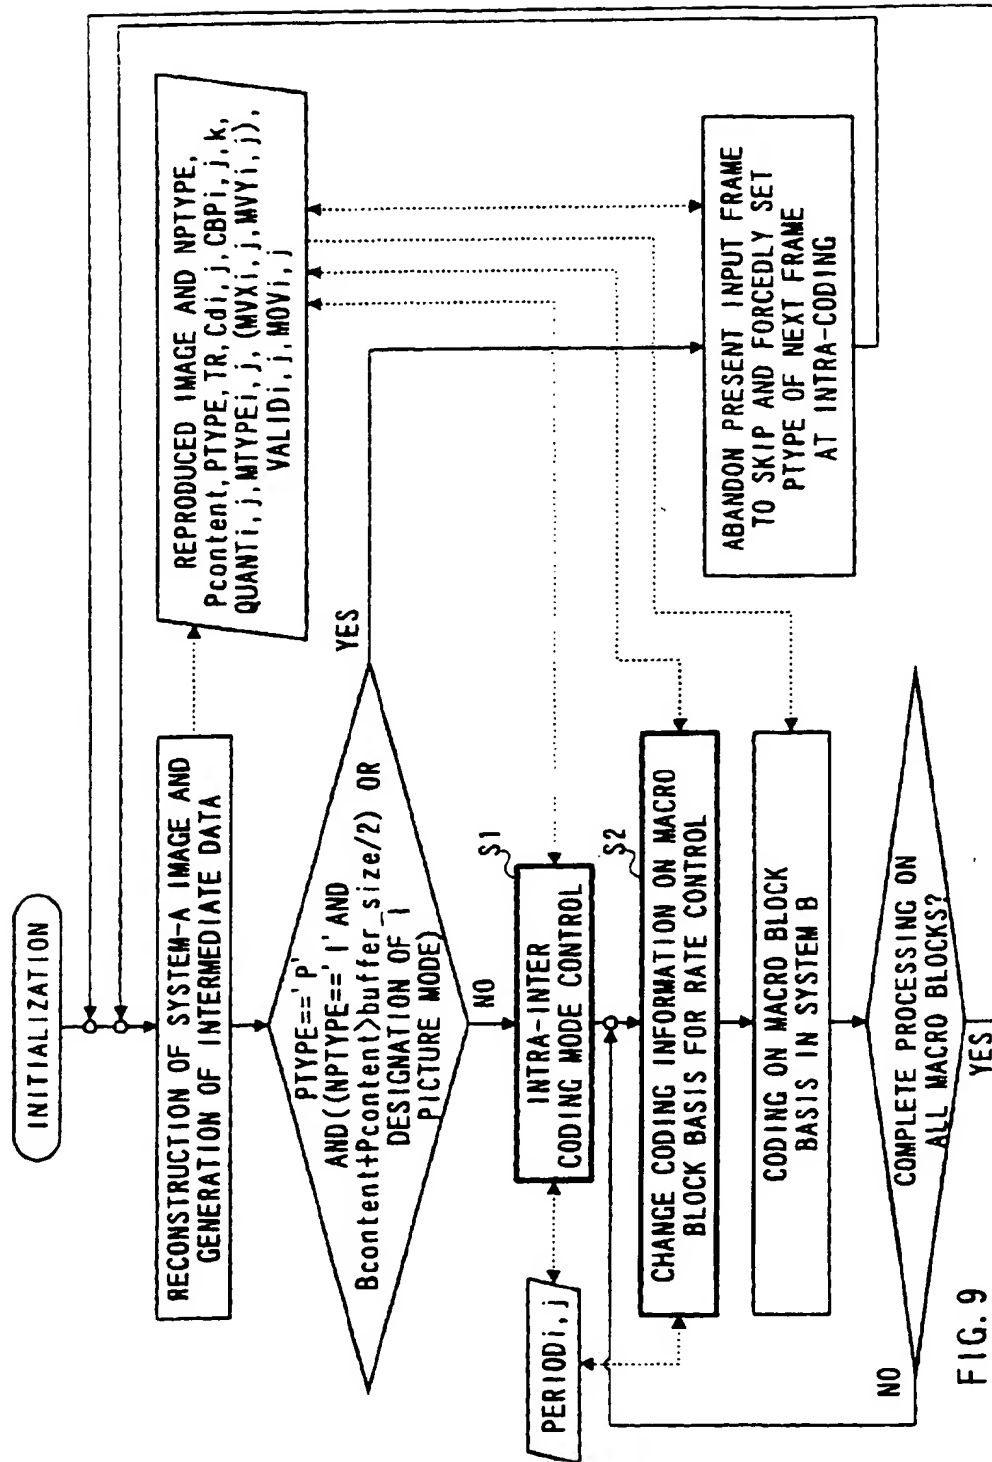 INITIALIZATION
RECONSTRUCTION OF SYSTEM-A IMAGE AND
GENERATION OF INTERMEDIATE DATA
REPRODUCED IMAGE AND NPTYPE,
Pcontent, PTYPE, TR, Cdi, j, CBPi, j, k,
QUANTi, j, MTYPEi, j, (MVXi, j, MVYi, j),
VALIDi, j, MOVi, j
PTYPE=='P'
AND((NPTYPE=='I' AND
Bcontent+Pcontent>buffer_size/2) OR
DESIGNATION OF I
PICTURE MODE)
YES
NO
S1
INTRA-INTER
CODING MODE CONTROL
PERIODi, j
S2
CHANGE CODING INFORMATION ON MACRO
BLOCK BASIS FOR RATE CONTROL
ABANDON PRESENT INPUT FRAME
TO SKIP AND FORCEDLY SET
PTYPE OF NEXT FRAME
AT INTRA-CODING
CODING ON MACRO BLOCK
BASIS IN SYSTEM B
COMPLETE PROCESSING ON
ALL MACRO BLOCKS?
NO
YES
FIG. 9